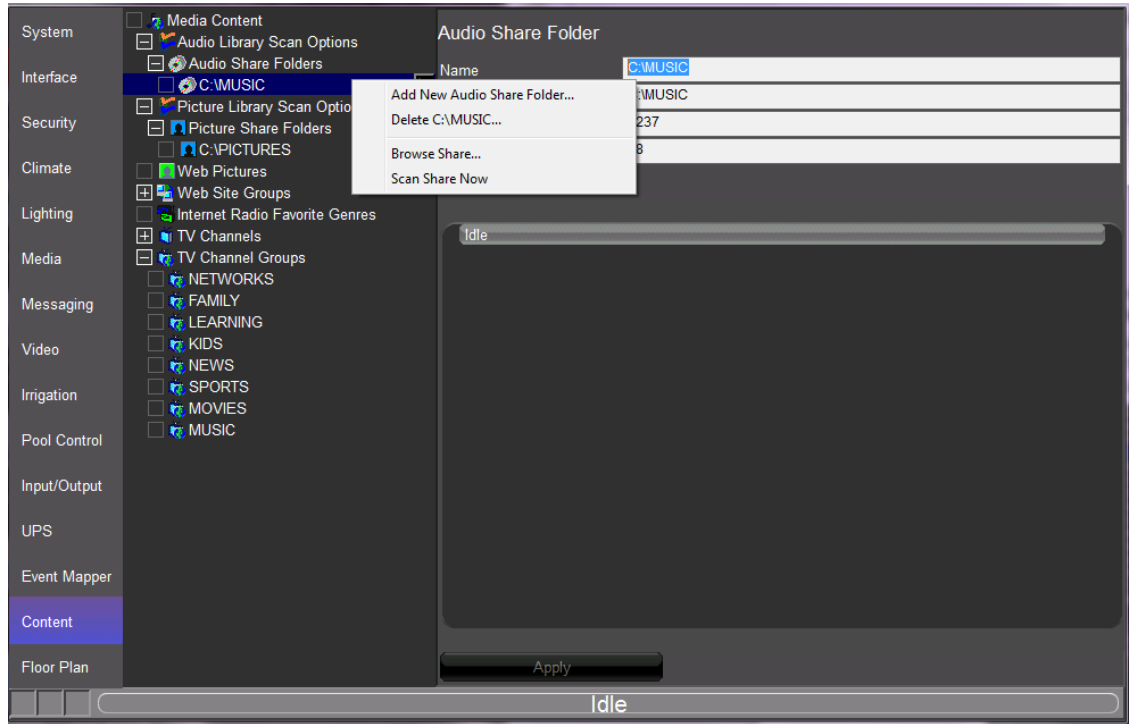 System
Interface
Security
Climate
Lighting
Media
Messaging
Video
Irrigation
Pool Control
Input/Output
UPS
Event Mapper
Content
Floor Plan
Media Content
Audio Library Scan Options
Audio Share Folders
C:\MUSIC
Picture Library Scan Optio
Picture Share Folders
C:\PICTURES
Web Pictures
Web Site Groups
Internet Radio Favorite Genres
TV Channels
TV Channel Groups
NETWORKS
FAMILY
LEARNING
KIDS
NEWS
SPORTS
MOVIES
MUSIC
Add New Audio Share Folder...
Delete C:\MUSIC...
Browse Share...
Scan Share Now
Audio Share Folder
Name
C:\MUSIC
:\MUSIC
237
8
Idle
Apply
Idle